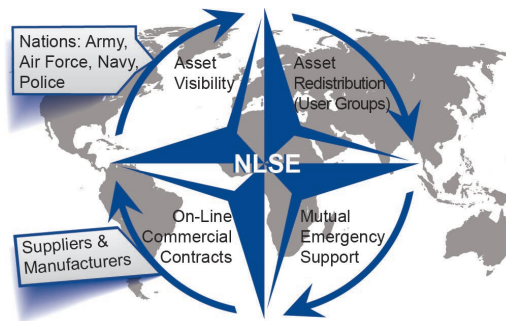 Nations: Army,
Air Force, Navy,
Police
Asset
Visibility
Asset
Redistribution
(User Groups)
NLSE
Suppliers &
Manufacturers
On-Line
Commercial
Contracts
Mutual
Emergency
Support